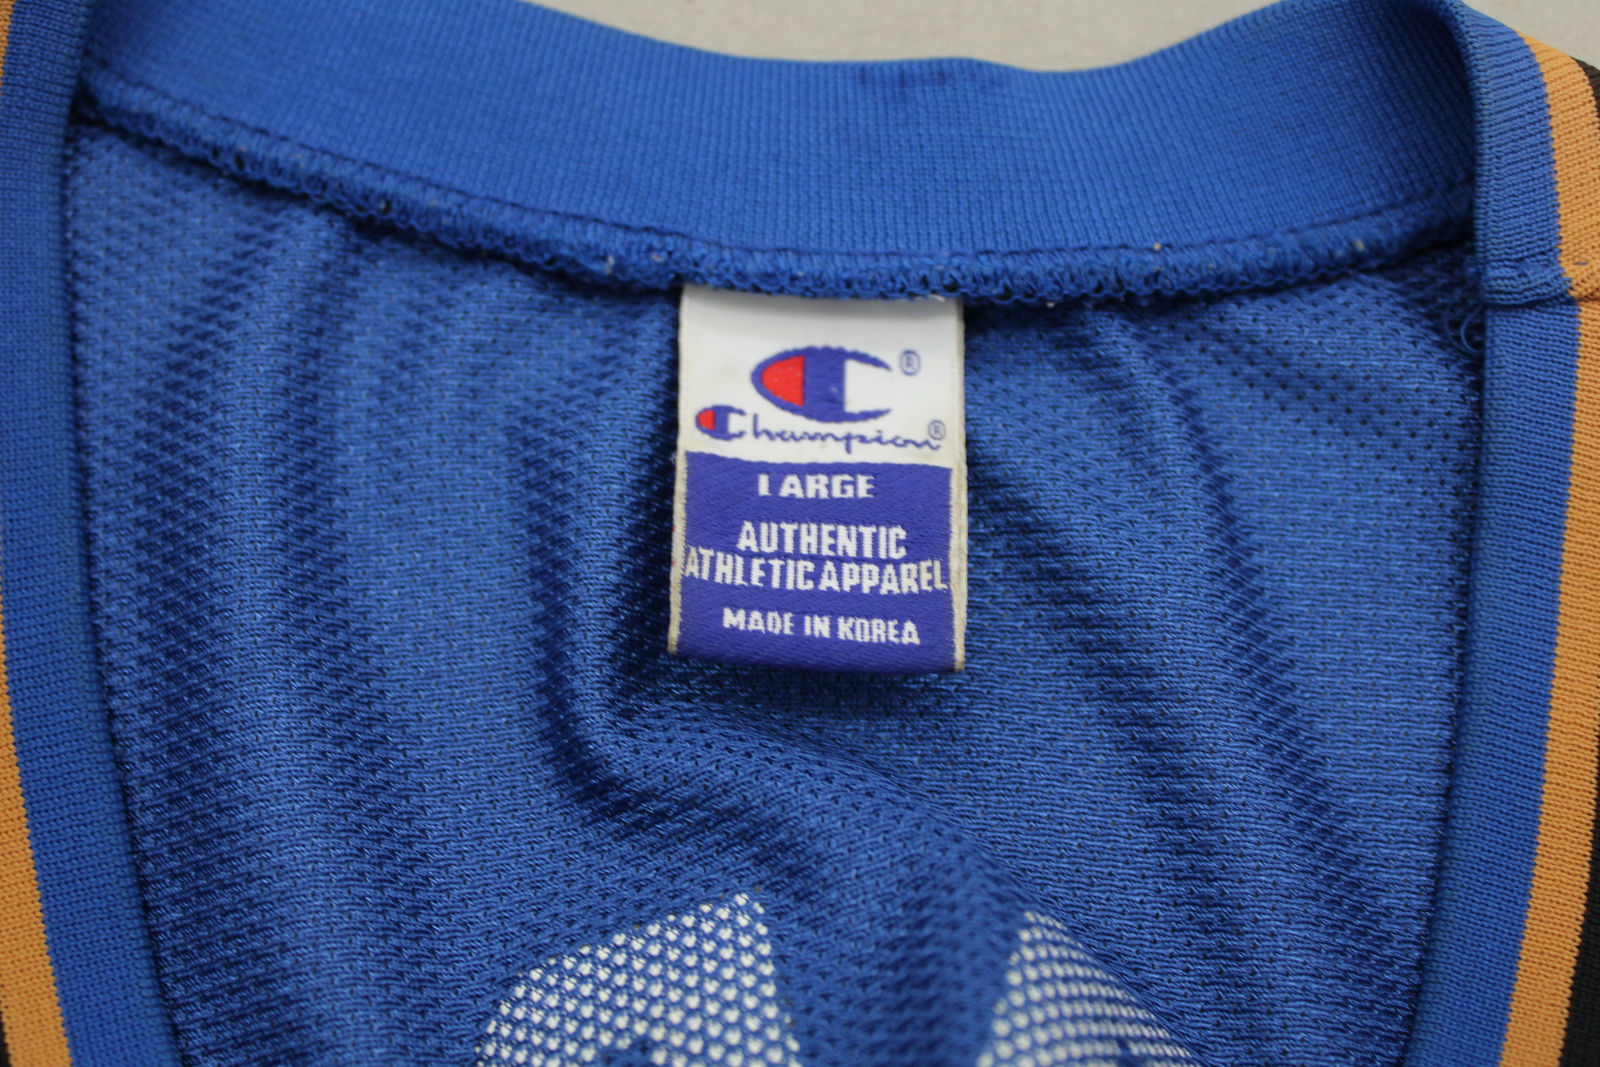 ®
Champion®
LARGE
AUTHENTIC
ATHLETIC APPAREL
MADE IN KOREA